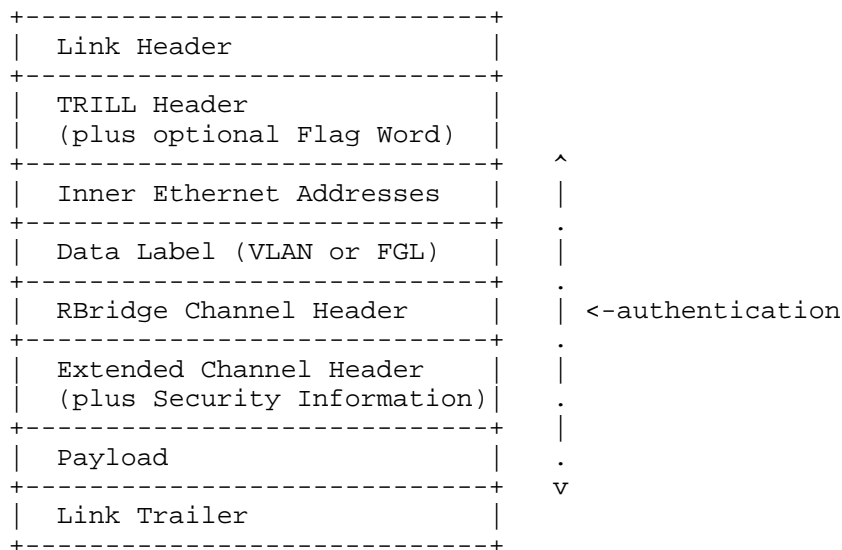 +-----------------------------+
|  Link Header                |
+-----------------------------+
|  TRILL Header               |
|  (plus optional Flag Word)  |
+-----------------------------+   ^
|  Inner Ethernet Addresses   |   |
+-----------------------------+   .
|  Data Label (VLAN or FGL)   |   |
+-----------------------------+   .
|  RBridge Channel Header     |   | <-authentication
+-----------------------------+   .
|  Extended Channel Header    |   |
|  (plus Security Information)|   .
+-----------------------------+   |
|  Payload                    |   .
+-----------------------------+   v
|  Link Trailer               |
+-----------------------------+